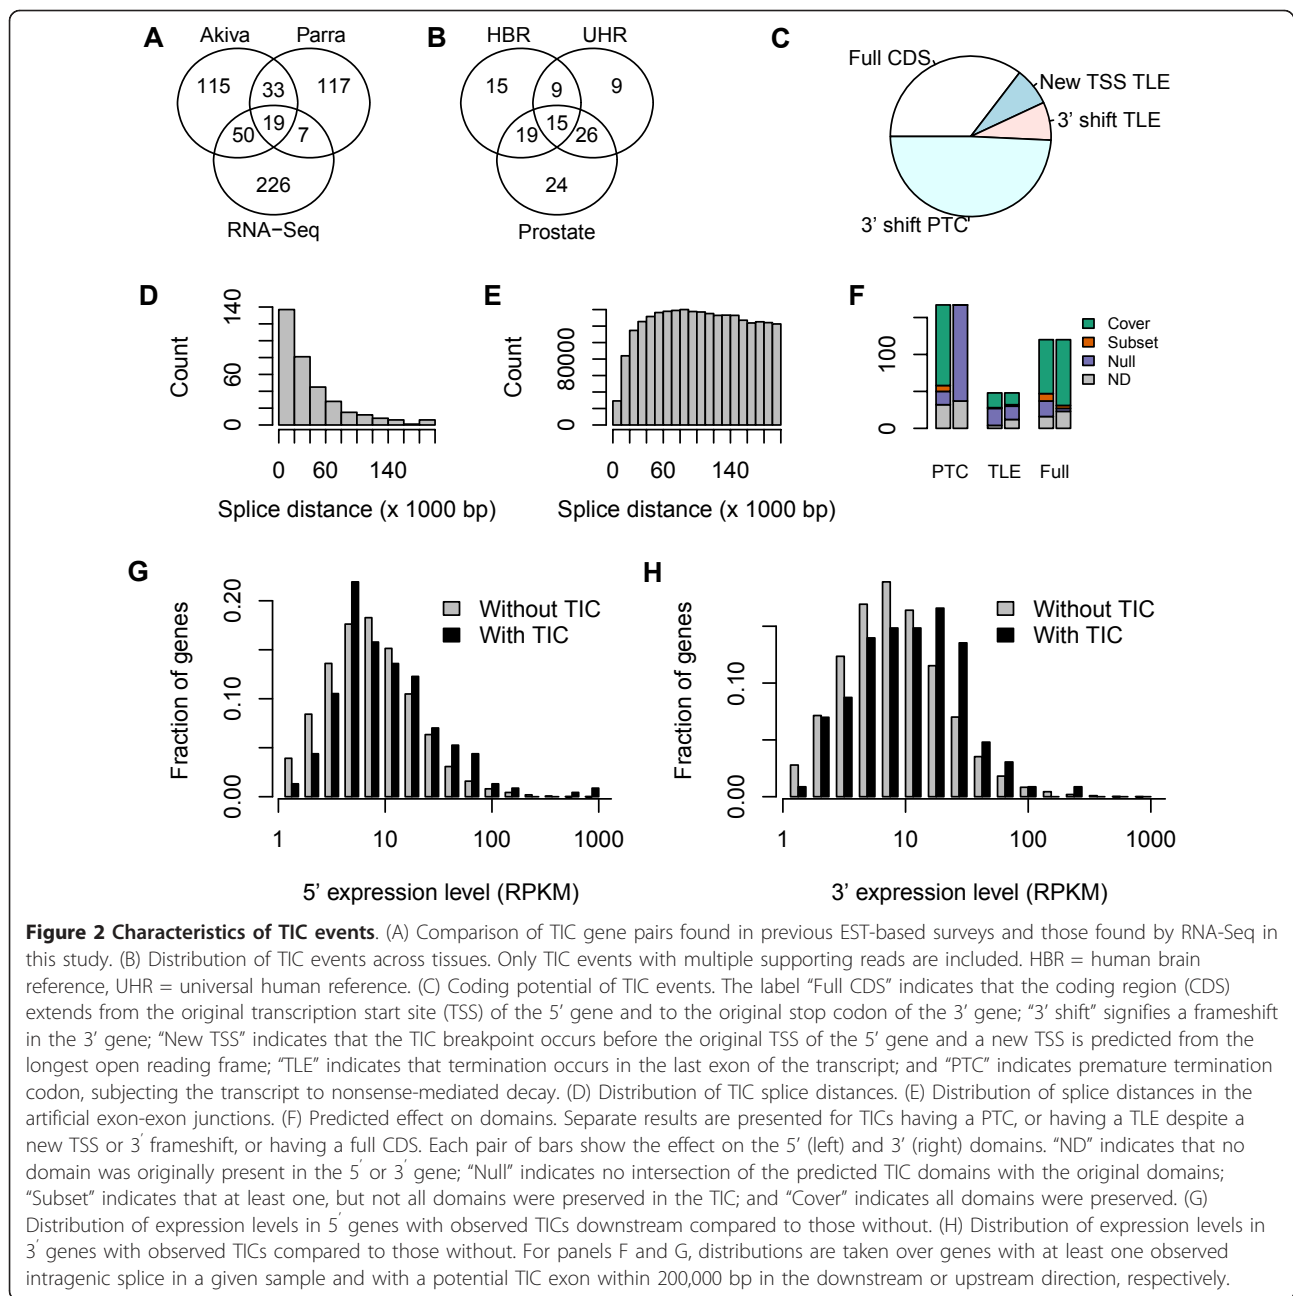 A
Akiva Parra
115 33 117
19
50 7
226
RNA−Seq
B
HBR UHR
15 9 9
15
19 26
24
Prostate
C
Full CDS
New TSS TLE
3' shift TLE
3' shift PTC
D
Count
0 60 140
0 60 140
Splice distance (x 1000 bp)
E
Count
0 80000
0 60 140
Splice distance (x 1000 bp)
F
0 100
PTC TLE Full
Cover
Subset
Null
ND
G
Fraction of genes
0.00 0.10 0.20
Without TIC
With TIC
1 10 100 1000
5' expression level (RPKM)
H
Fraction of genes
0.00 0.10
Without TIC
With TIC
1 10 100 1000
3' expression level (RPKM)
Figure 2 Characteristics of TIC events. (A) Comparison of TIC gene pairs found in previous EST-based surveys and those found by RNA-Seq in
this study. (B) Distribution of TIC events across tissues. Only TIC events with multiple supporting reads are included. HBR = human brain
reference, UHR = universal human reference. (C) Coding potential of TIC events. The label "Full CDS" indicates that the coding region (CDS)
extends from the original transcription start site (TSS) of the 5' gene and to the original stop codon of the 3' gene; "3' shift" signifies a frameshift
in the 3' gene; "New TSS" indicates that the TIC breakpoint occurs before the original TSS of the 5' gene and a new TSS is predicted from the
longest open reading frame; "TLE" indicates that termination occurs in the last exon of the transcript; and "PTC" indicates premature termination
codon, subjecting the transcript to nonsense-mediated decay. (D) Distribution of TIC splice distances. (E) Distribution of splice distances in the
artificial exon-exon junctions. (F) Predicted effect on domains. Separate results are presented for TICs having a PTC, or having a TLE despite a
new TSS or 3' frameshift, or having a full CDS. Each pair of bars show the effect on the 5' (left) and 3' (right) domains. "ND" indicates that no
domain was originally present in the 5' or 3' gene; "Null" indicates no intersection of the predicted TIC domains with the original domains;
"Subset" indicates that at least one, but not all domains were preserved in the TIC; and "Cover" indicates all domains were preserved. (G)
Distribution of expression levels in 5' genes with observed TICs downstream compared to those without. (H) Distribution of expression levels in
3' genes with observed TICs compared to those without. For panels F and G, distributions are taken over genes with at least one observed
intragenic splice in a given sample and with a potential TIC exon within 200,000 bp in the downstream or upstream direction, respectively.